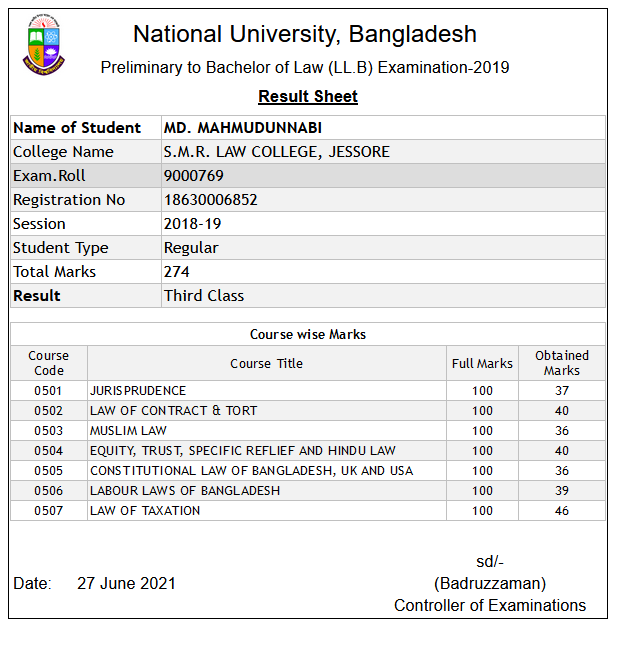 National University, Bangladesh
Preliminary to Bachelor of Law (LL.B) Examination-2019
Result Sheet
Name of Student MD. MAHMUDUNNABI
College Name S.M.R. LAW COLLEGE, JESSORE
Exam.Roll 9000769
Registration No 18630006852
Session 2018-19
Student Type Regular
Total Marks 274
Result Third Class
Course wise Marks
Course Code Course Title Full Marks Obtained Marks
0501 JURISPRUDENCE 100 37
0502 LAW OF CONTRACT & TORT 100 40
0503 MUSLIM LAW 100 36
0504 EQUITY, TRUST, SPECIFIC REFLIEF AND HINDU LAW 100 40
0505 CONSTITUTIONAL LAW OF BANGLADESH, UK AND USA 100 36
0506 LABOUR LAWS OF BANGLADESH 100 39
0507 LAW OF TAXATION 100 46
sd/-
Date: 27 June 2021 (Badruzzaman)
Controller of Examinations